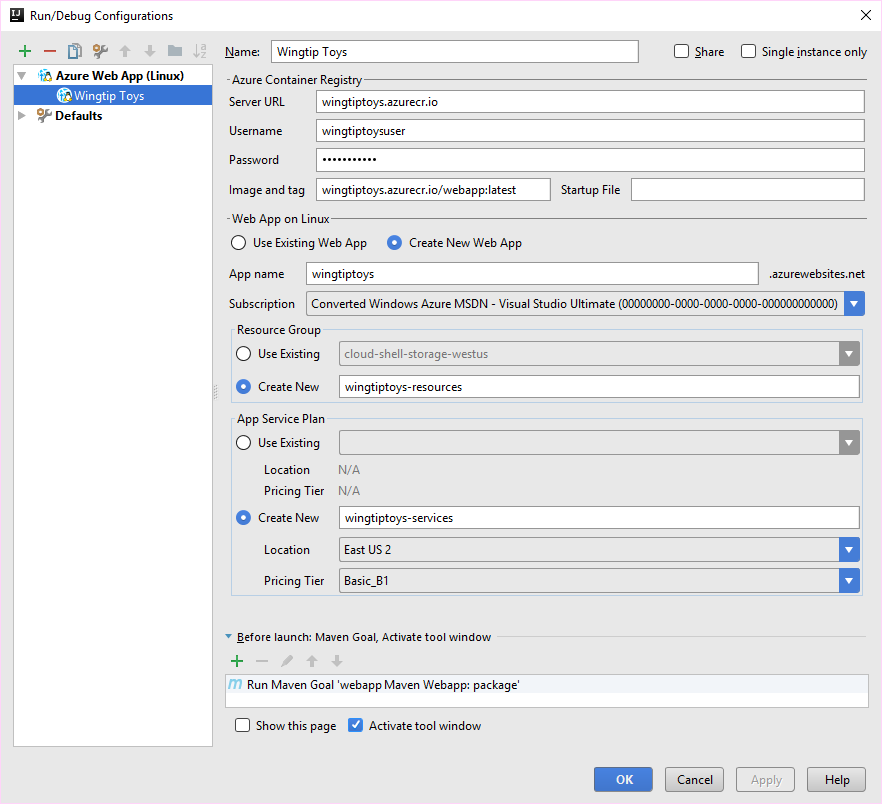 Run/Debug Configurations
Azure Web App (Linux)
Wingtip Toys
Defaults
Name: Wingtip Toys Share Single instance only
Azure Container Registry
Server URL wingtiptoys.azurecr.io
Username wingtiptoysuser
Password •••••••••••
Image and tag wingtiptoys.azurecr.io/webapp:latest Startup File
Web App on Linux
Use Existing Web App Create New Web App
App name wingtiptoys .azurewebsites.net
Subscription Converted Windows Azure MSDN - Visual Studio Ultimate (00000000-0000-0000-0000-000000000000)
Resource Group
Use Existing cloud-shell-storage-westus
Create New wingtiptoys-resources
App Service Plan
Use Existing
Location N/A
Pricing Tier N/A
Create New wingtiptoys-services
Location East US 2
Pricing Tier Basic_B1
Before launch: Maven Goal, Activate tool window
m Run Maven Goal 'webapp Maven Webapp: package'
Show this page Activate tool window
OK Cancel Apply Help